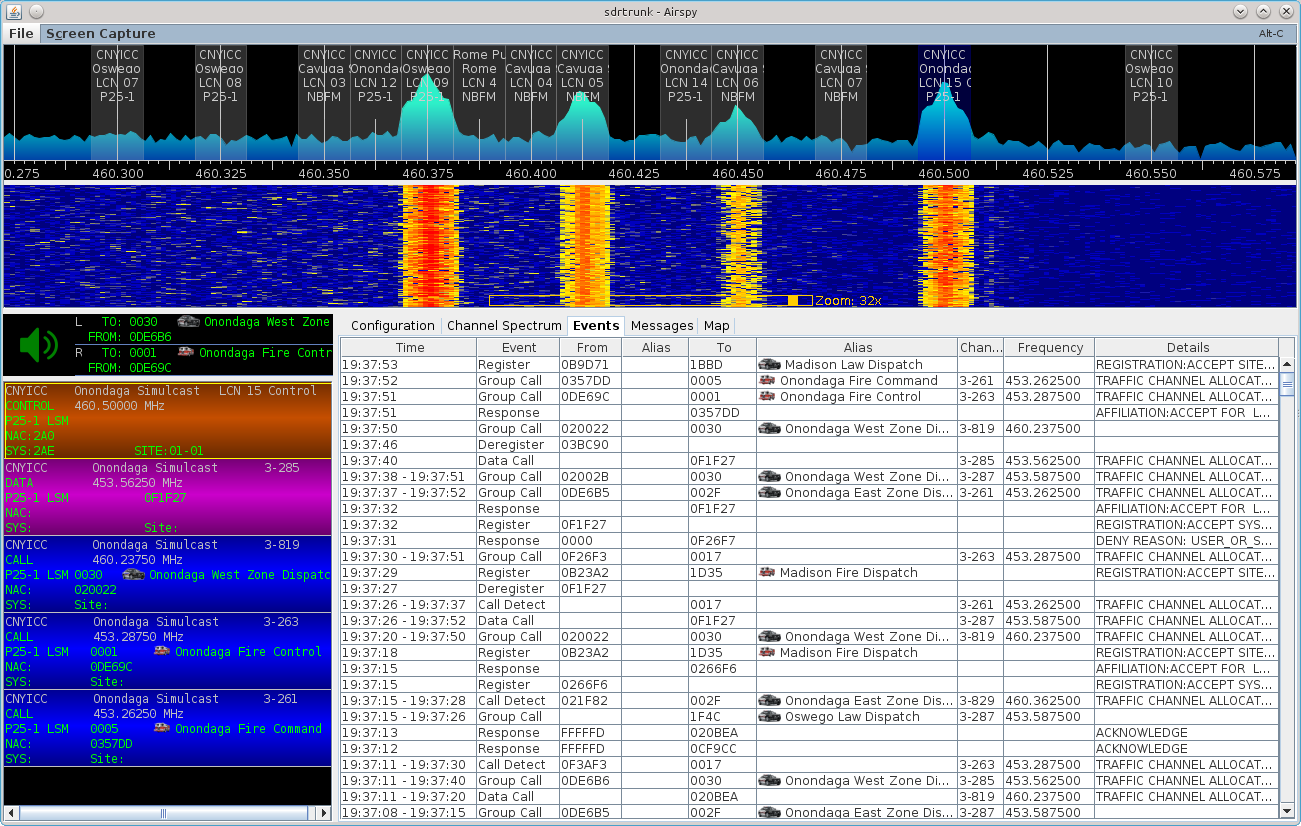 sdrtrunk - Airspy
File Screen Capture Alt-C
CNYICC Oswego LCN 07 P25-1
CNYICC Oswego LCN 08 P25-1
CNYICC Cayuga LCN 03 NBFM
CNYICC Ononda LCN 12 P25-1
CNYICC Oswego 09 P25-1
Rome Pu Rome LCN 4 NBFM
CNYICC Cayuga LCN 04 NBFM
CNYICC Cayuga S LCN 05 NBFM
CNYICC Ononda LCN 14 P25-1
CNYICC Cayuga S LCN 06 NBFM
CNYICC Cayuga S LCN 07 NBFM
CNYICC Ononda LCN 15 C P25-1
CNYICC Oswego LCN 10 P25-1
0.275 460.300 460.325 460.350 460.375 460.400 460.425 460.450 460.475 460.500 460.525 460.550 460.575
Zoom: 32x
L TO: 0030 Onondaga West Zone
FROM: 0DE6B6
R TO: 0001 Onondaga Fire Contr
FROM: 0DE69C
CNYICC Onondaga Simulcast LCN 15 Control
CONTROL 460.50000 MHz
P25-1 LSM
NAC:2A0
SYS:2AE SITE:01-01
CNYICC Onondaga Simulcast 3-285
DATA 453.56250 MHz
P25-1 LSM 0F1F27
NAC:
SYS: Site:
CNYICC Onondaga Simulcast 3-819
CALL 460.23750 MHz
P25-1 LSM 0030 Onondaga West Zone Dispatc
NAC: 020022
SYS: Site:
CNYICC Onondaga Simulcast 3-263
CALL 453.28750 MHz
P25-1 LSM 0001 Onondaga Fire Control
NAC: 0DE69C
SYS: Site:
CNYICC Onondaga Simulcast 3-261
CALL 453.26250 MHz
P25-1 LSM 0005 Onondaga Fire Command
NAC: 0357DD
SYS: Site:
Configuration Channel Spectrum Events Messages Map
Time Event From Alias To Alias Chan... Frequency Details
19:37:53 Register 0B9D71 1BBD Madison Law Dispatch REGISTRATION:ACCEPT SITE...
19:37:52 Group Call 0357DD 0005 Onondaga Fire Command 3-261 453.262500 TRAFFIC CHANNEL ALLOCAT...
19:37:51 Group Call 0DE69C 0001 Onondaga Fire Control 3-263 453.287500 TRAFFIC CHANNEL ALLOCAT...
19:37:51 Response 0357DD AFFILIATION:ACCEPT FOR L...
19:37:50 Group Call 020022 0030 Onondaga West Zone Di... 3-819 460.237500
19:37:46 Deregister 03BC90
19:37:40 Data Call 0F1F27 3-285 453.562500 TRAFFIC CHANNEL ALLOCAT...
19:37:38 - 19:37:51 Group Call 02002B 0030 Onondaga West Zone Di... 3-287 453.587500 TRAFFIC CHANNEL ALLOCAT...
19:37:37 - 19:37:52 Group Call 0DE6B5 002F Onondaga East Zone Dis... 3-261 453.262500 TRAFFIC CHANNEL ALLOCAT...
19:37:32 Response 0F1F27 AFFILIATION:ACCEPT FOR L...
19:37:32 Register 0F1F27 REGISTRATION:ACCEPT SYS...
19:37:31 Response 0000 0F26F7 DENY REASON: USER_OR_S...
19:37:30 - 19:37:51 Group Call 0F26F3 0017 3-263 453.287500 TRAFFIC CHANNEL ALLOCAT...
19:37:29 Register 0B23A2 1D35 Madison Fire Dispatch REGISTRATION:ACCEPT SITE...
19:37:27 Deregister 0F1F27
19:37:26 - 19:37:37 Call Detect 0017 3-261 453.262500 TRAFFIC CHANNEL ALLOCAT...
19:37:26 - 19:37:52 Data Call 0F1F27 3-287 453.587500 TRAFFIC CHANNEL ALLOCAT...
19:37:20 - 19:37:50 Group Call 020022 0030 Onondaga West Zone Di... 3-819 460.237500 TRAFFIC CHANNEL ALLOCAT...
19:37:18 Register 0B23A2 1D35 Madison Fire Dispatch REGISTRATION:ACCEPT SITE...
19:37:15 Response 0266F6 AFFILIATION:ACCEPT FOR L...
19:37:15 Register 0266F6 REGISTRATION:ACCEPT SYS...
19:37:15 - 19:37:28 Call Detect 021F82 002F Onondaga East Zone Dis... 3-829 460.362500 TRAFFIC CHANNEL ALLOCAT...
19:37:15 - 19:37:26 Group Call 1F4C Oswego Law Dispatch 3-287 453.587500
19:37:13 Response FFFFFD 020BEA ACKNOWLEDGE
19:37:12 Response FFFFFD 0CF9CC ACKNOWLEDGE
19:37:11 - 19:37:30 Call Detect 0F3AF3 0017 3-263 453.287500 TRAFFIC CHANNEL ALLOCAT...
19:37:11 - 19:37:40 Group Call 0DE6B6 0030 Onondaga West Zone Di... 3-285 453.562500 TRAFFIC CHANNEL ALLOCAT...
19:37:11 - 19:37:20 Data Call 020BEA 3-819 460.237500 TRAFFIC CHANNEL ALLOCAT...
19:37:08 - 19:37:15 Group Call 0DE6B5 002F Onondaga East Zone Dis... 3-287 453.587500 TRAFFIC CHANNEL ALLOCAT...